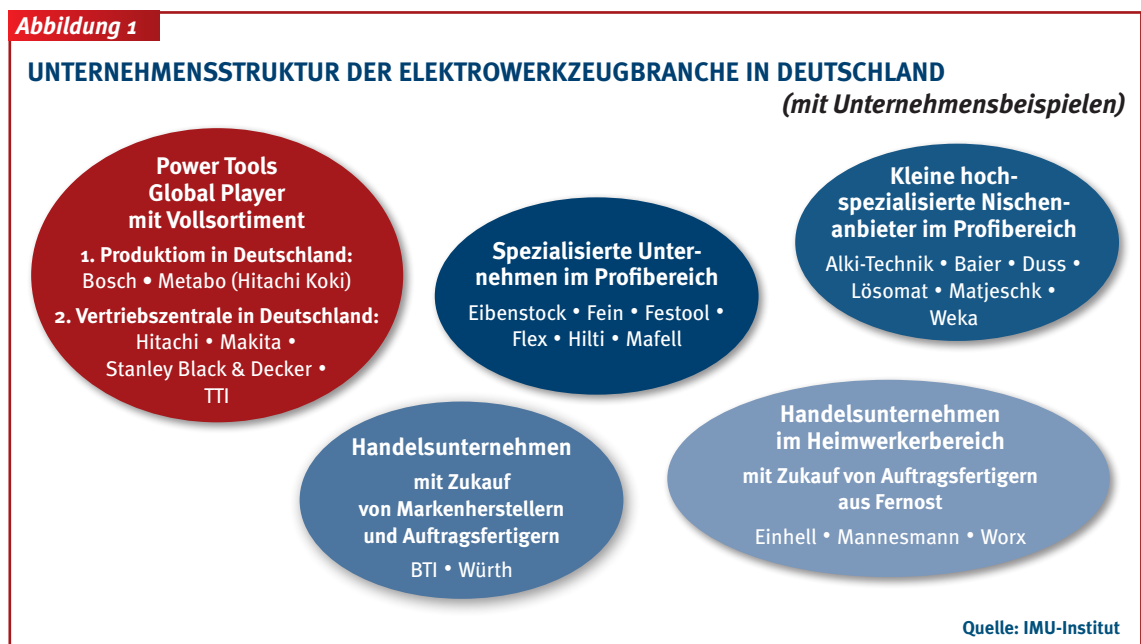 Abbildung 1
UNTERNEHMENSSTRUKTUR DER ELEKTROWERKZEUGBRANCHE IN DEUTSCHLAND
(mit Unternehmensbeispielen)
Power Tools
Global Player
mit Vollsortiment
1. Produktiom in Deutschland:
Bosch • Metabo (Hitachi Koki)
2. Vertriebszentrale in Deutschland:
Hitachi • Makita •
Stanley Black & Decker •
TTI
Spezialisierte Unter-
nehmen im Profibereich
Eibenstock • Fein • Festool •
Flex • Hilti • Mafell
Kleine hoch-
spezialisierte Nischen-
anbieter im Profibereich
Alki-Technik • Baier • Duss •
Lösomat • Matjeschk •
Weka
Handelsunternehmen
mit Zukauf
von Markenherstellern
und Auftragsfertigern
BTI • Würth
Handelsunternehmen
im Heimwerkerbereich
mit Zukauf von Auftragsfertigern
aus Fernost
Einhell • Mannesmann • Worx
Quelle: IMU-Institut